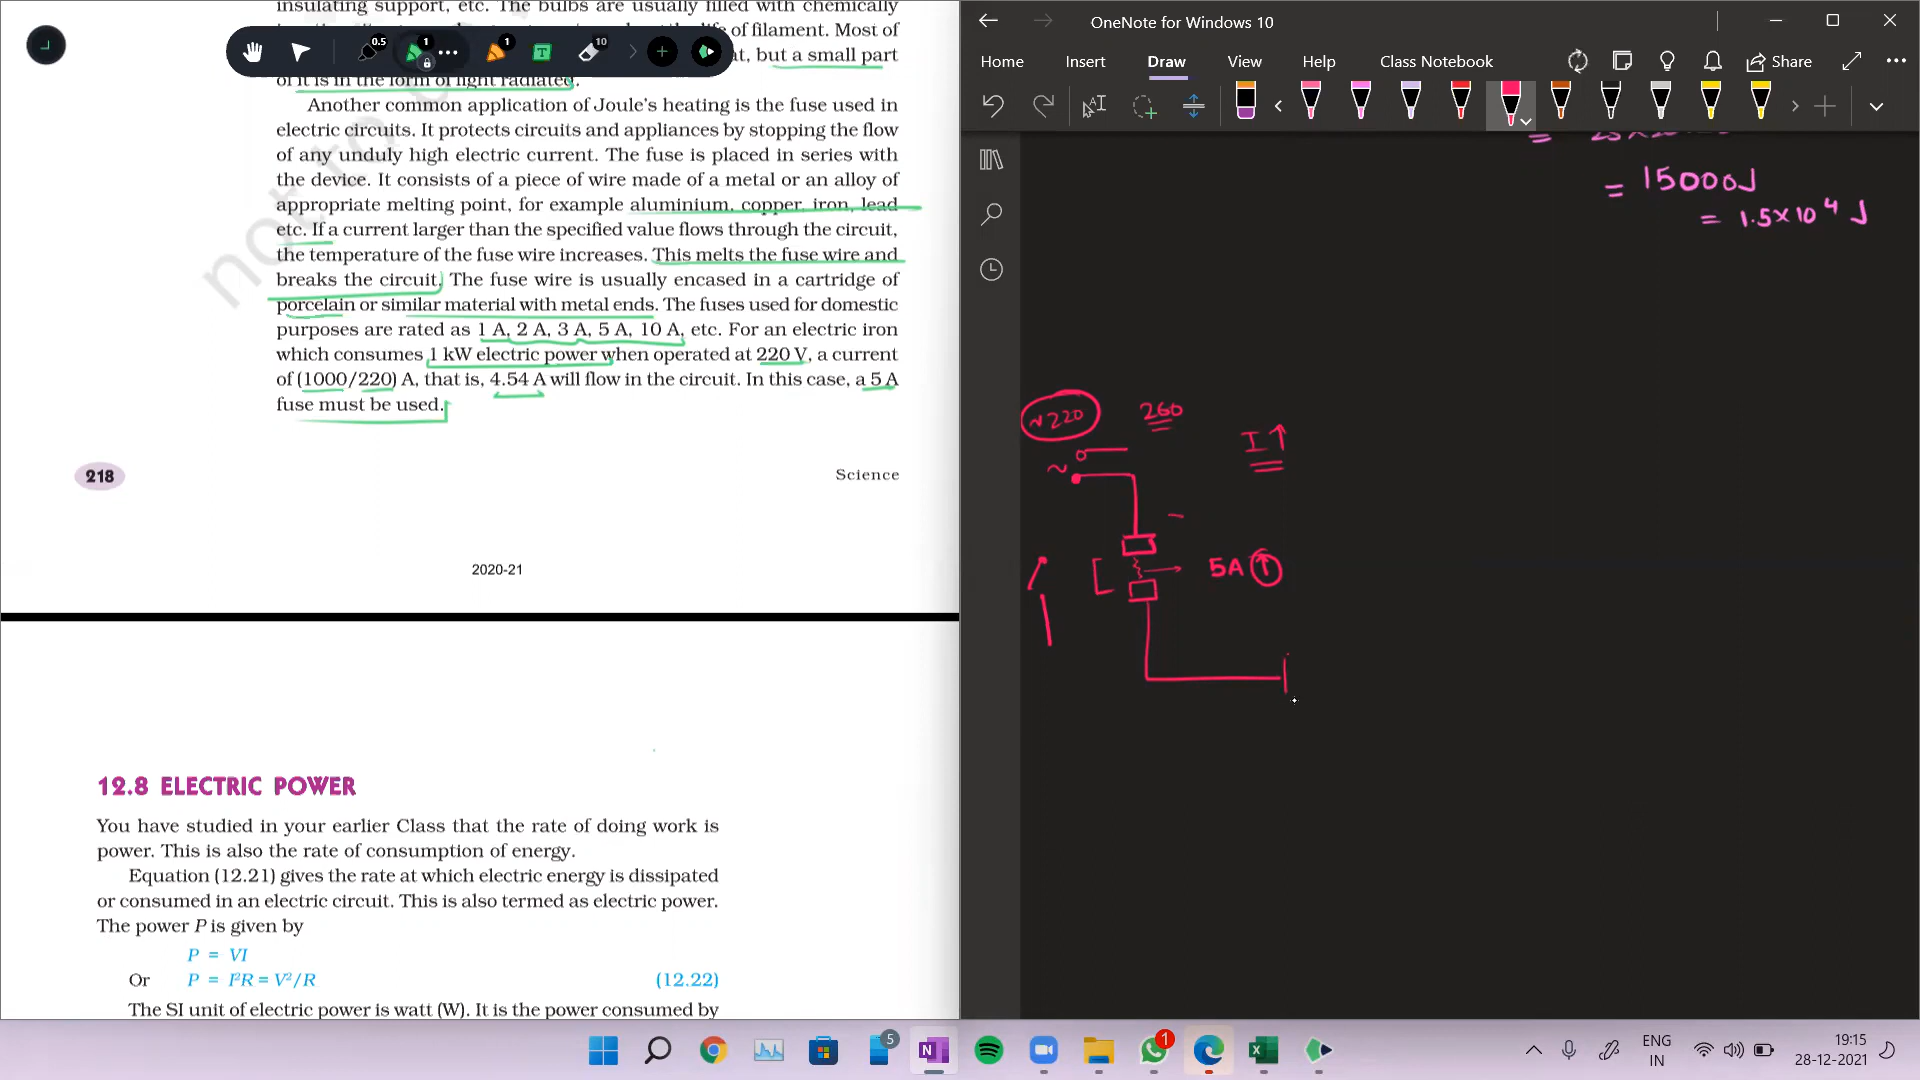 insulating support, etc. The bulbs are usually filled with chemically
of filament. Most of
at, but a small part
of it is in the form of light radiated.
Another common application of Joule's heating is the fuse used in
electric circuits. It protects circuits and appliances by stopping the flow
of any unduly high electric current. The fuse is placed in series with
the device. It consists of a piece of wire made of a metal or an alloy of
appropriate melting point, for example aluminium, copper, iron, lead
etc. If a current larger than the specified value flows through the circuit,
the temperature of the fuse wire increases. This melts the fuse wire and
breaks the circuit. The fuse wire is usually encased in a cartridge of
porcelain or similar material with metal ends. The fuses used for domestic
purposes are rated as 1 A, 2 A, 3 A, 5 A, 10 A, etc. For an electric iron
which consumes 1 kW electric power when operated at 220 V, a current
of (1000/220) A, that is, 4.54 A will flow in the circuit. In this case, a 5 A
fuse must be used.
not to
218
Science
2020-21
12.8 ELECTRIC POWER
You have studied in your earlier Class that the rate of doing work is
power. This is also the rate of consumption of energy.
Equation (12.21) gives the rate at which electric energy is dissipated
or consumed in an electric circuit. This is also termed as electric power.
The power P is given by
P = VI
Or P = I²R = V²/R (12.22)
The SI unit of electric power is watt (W). It is the power consumed by
0.5 1 1 T 10
OneNote for Windows 10
Home Insert Draw View Help Class Notebook Share
= 15000J
= 1.5×10⁴ J
~220 260
I↑
~
5A ↑
5 1
ENG
IN
19:15
28-12-2021